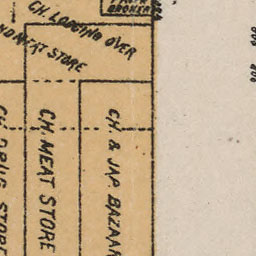 CH. LODGING OVER
MEAT STORE
CH. DRUG STORE
CH. MEAT STORE
CH. & JAP. BAZAAR